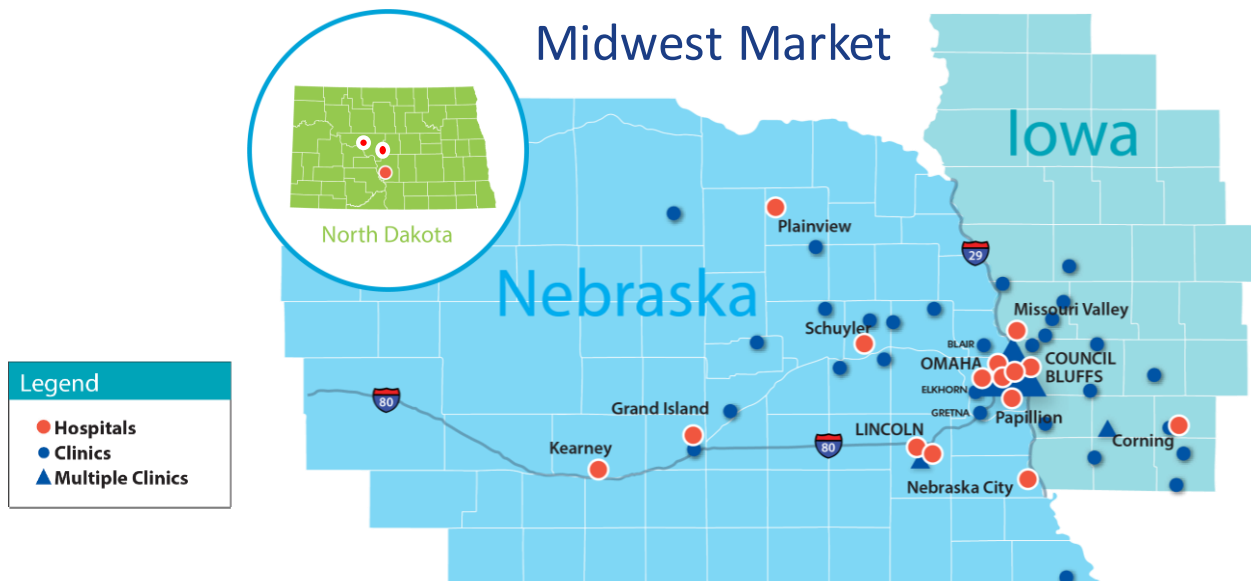 Midwest Market
Iowa
North Dakota
Plainview
29
Nebraska
Missouri Valley
Schuyler
BLAIR
OMAHA
COUNCIL
BLUFFS
Legend
80
ELKHORN
Grand Island
GRETNA
Papillion
Hospitals
LINCOLN
Corning
Kearney
80
Clinics
Multiple Clinics
Nebraska City